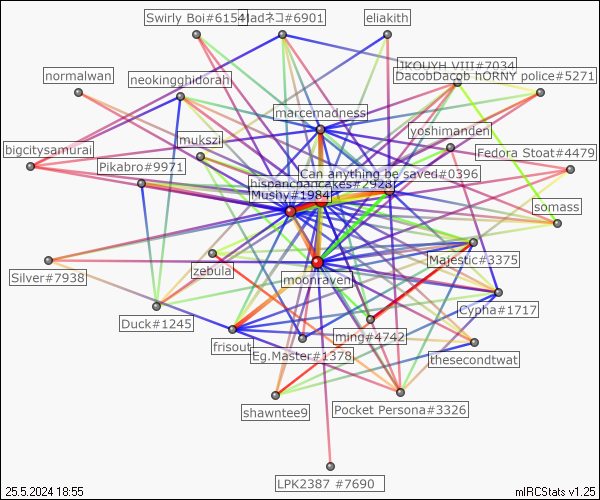 Swirly Boi#6154
Madネコ#6901
eliakith
JKOUYH VIII#7034
normalwan
neokingghidorah
DacobDacob hORNY police#5271
marcemadness
yoshimanden
mukszi
bigcitysamurai
Fedora Stoat#4479
Pikabro#9971
Can anything be saved#0396
hispanchancakes#2928
Mushy#1984
somass
Majestic#3375
zebula
Silver#7938
moonraven
Cypha#1717
Duck#1245
ming#4742
frisout
Eg.Master#1378
thesecondtwat
shawntee9
Pocket Persona#3326
LPK2387 #7690
25.5.2024 18:55
mIRCStats v1.25